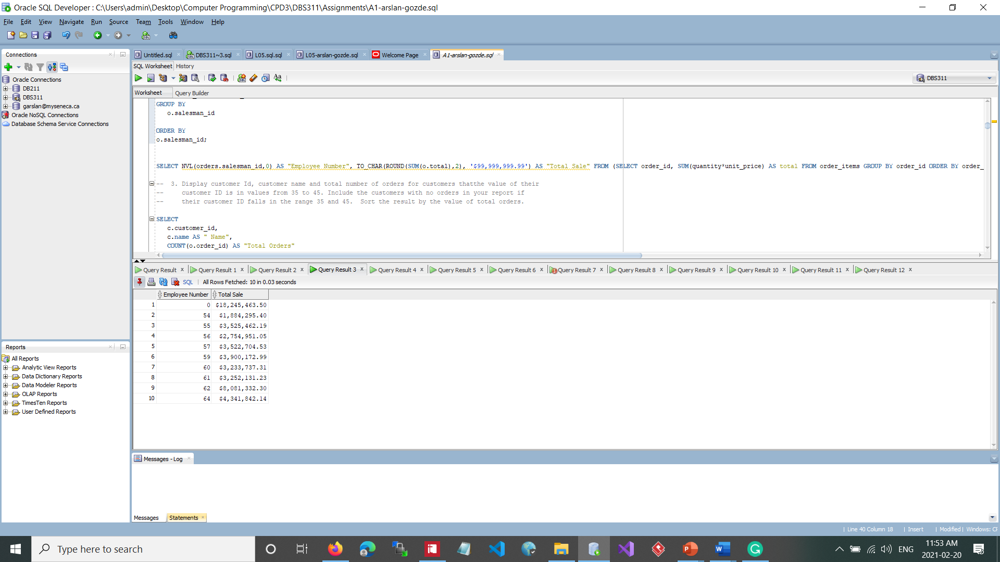 Oracle SQL Developer : C:\Users\admin\Desktop\Computer Programming\CPD3\DBS311\Assignments\A1-arslan-gozde.sql
File Edit View Navigate Run Source Team Tools Window Help
Connections
Oracle Connections
DB211
DBS311
garslan@myseneca.ca
Oracle NoSQL Connections
Database Schema Service Connections
Reports
All Reports
Analytic View Reports
Data Dictionary Reports
Data Modeler Reports
OLAP Reports
TimesTen Reports
User Defined Reports
Untitled.sql DBS311~3.sql L05.sql.sql L05-arslan-gozde.sql Welcome Page A1-arslan-gozde.sql
SQL Worksheet History
DBS311
Worksheet Query Builder
GROUP BY
o.salesman_id
ORDER BY
o.salesman_id;
SELECT NVL(orders.salesman_id,0) AS "Employee Number", TO_CHAR(ROUND(SUM(o.total),2), '$99,999,999.99') AS "Total Sale" FROM (SELECT order_id, SUM(quantity*unit_price) AS total FROM order_items GROUP BY order_id ORDER BY order_
-- 3. Display customer Id, customer name and total number of orders for customers thatthe value of their
-- customer ID is in values from 35 to 45. Include the customers with no orders in your report if
-- their customer ID falls in the range 35 and 45. Sort the result by the value of total orders.
SELECT
c.customer_id,
c.name AS " Name",
COUNT(o.order_id) AS "Total Orders"
Query Result Query Result 1 Query Result 2 Query Result 3 Query Result 4 Query Result 5 Query Result 6 Query Result 7 Query Result 8 Query Result 9 Query Result 10 Query Result 11 Query Result 12
SQL | All Rows Fetched: 10 in 0.03 seconds
Employee Number Total Sale
1 0 $18,245,463.50
2 54 $1,884,295.40
3 55 $3,525,462.19
4 56 $2,754,951.05
5 57 $3,522,704.53
6 59 $3,900,172.99
7 60 $3,233,737.31
8 61 $3,252,131.23
9 62 $8,081,332.30
10 64 $4,341,842.14
Messages - Log
Messages Statements
Line 40 Column 18 | Insert | Modified | Windows:
Type here to search
ENG
11:53 AM
2021-02-20